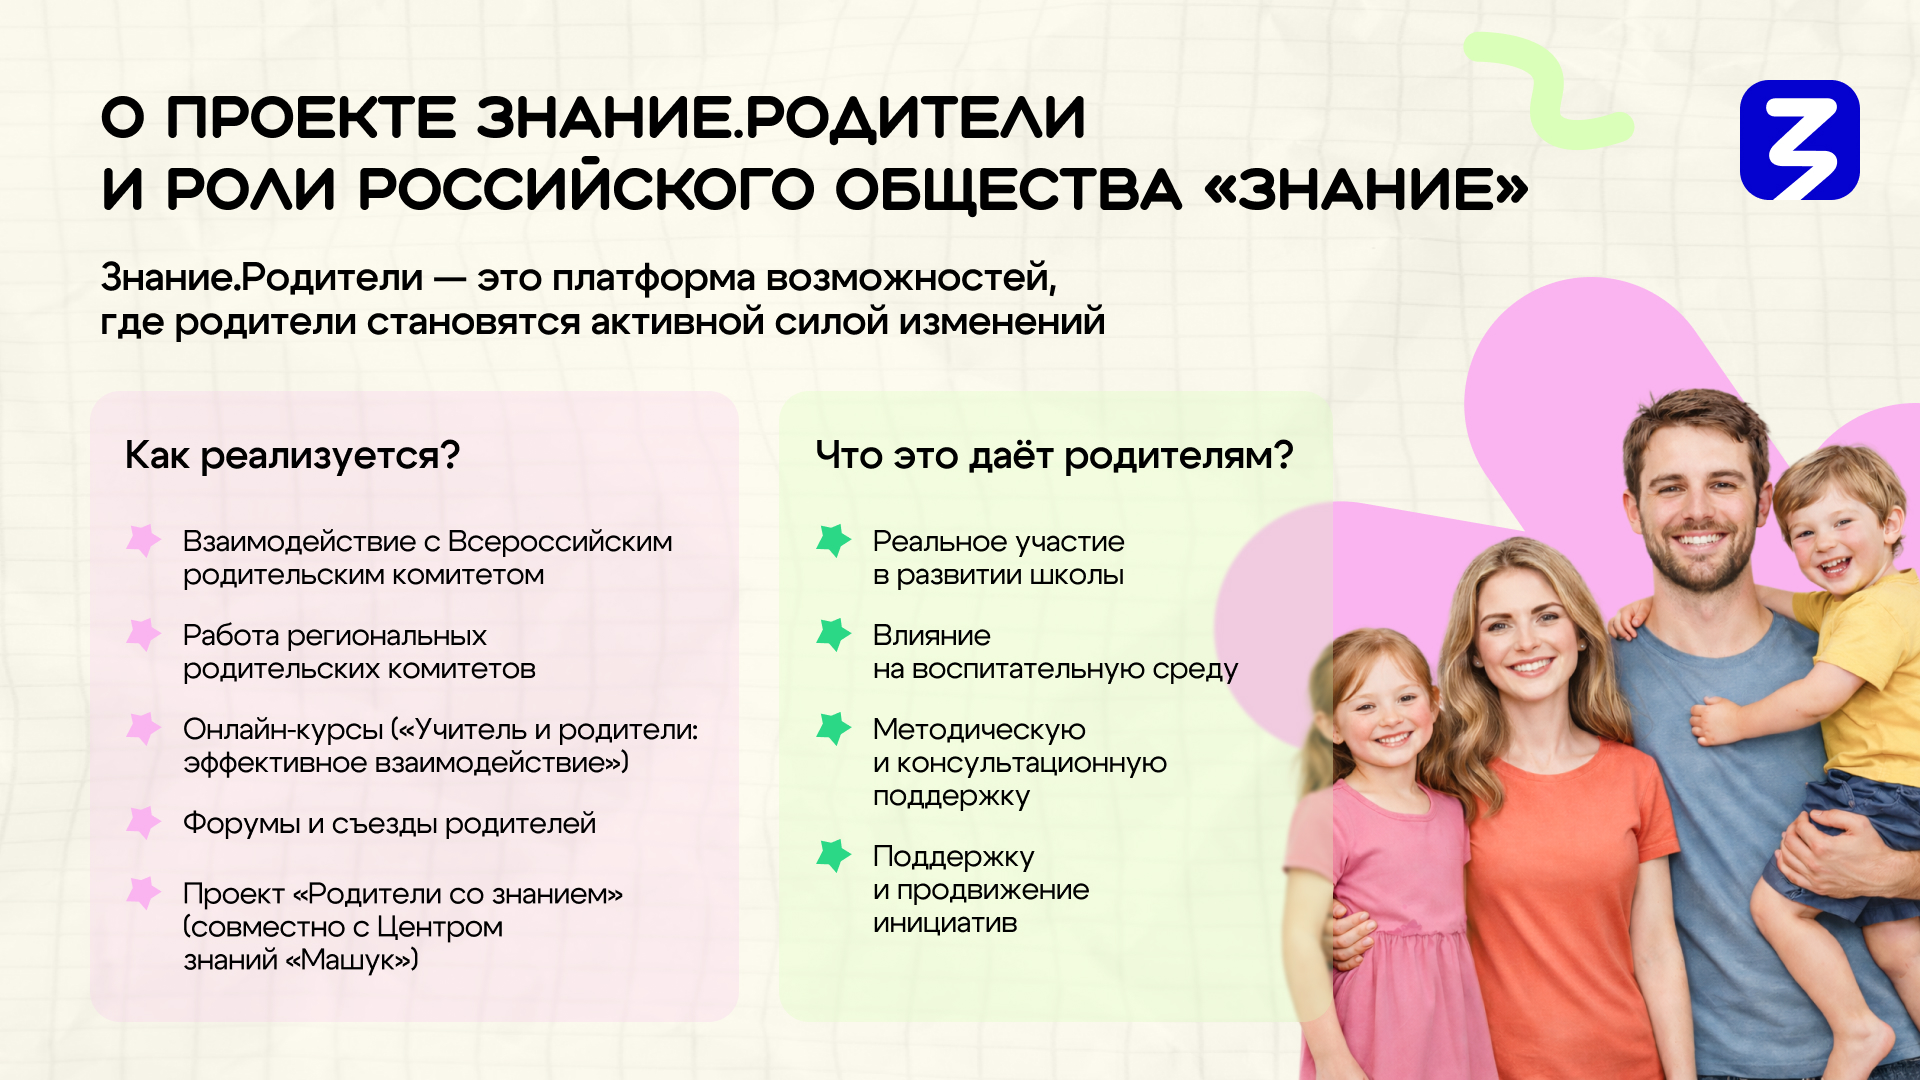 О ПРОЕКТЕ ЗНАНИЕ.РОДИТЕЛИ
И РОЛИ РОССИЙСКОГО ОБЩЕСТВА «ЗНАНИЕ»
Знание.Родители — это платформа возможностей,
где родители становятся активной силой изменений
Как реализуется?
Взаимодействие с Всероссийским
родительским комитетом
Работа региональных
родительских комитетов
Онлайн-курсы («Учитель и родители:
эффективное взаимодействие»)
Форумы и съезды родителей
Проект «Родители со знанием»
(совместно с Центром
знаний «Машук»)
Что это даёт родителям?
Реальное участие
в развитии школы
Влияние
на воспитательную среду
Методическую
и консультационную
поддержку
Поддержку
и продвижение
инициатив